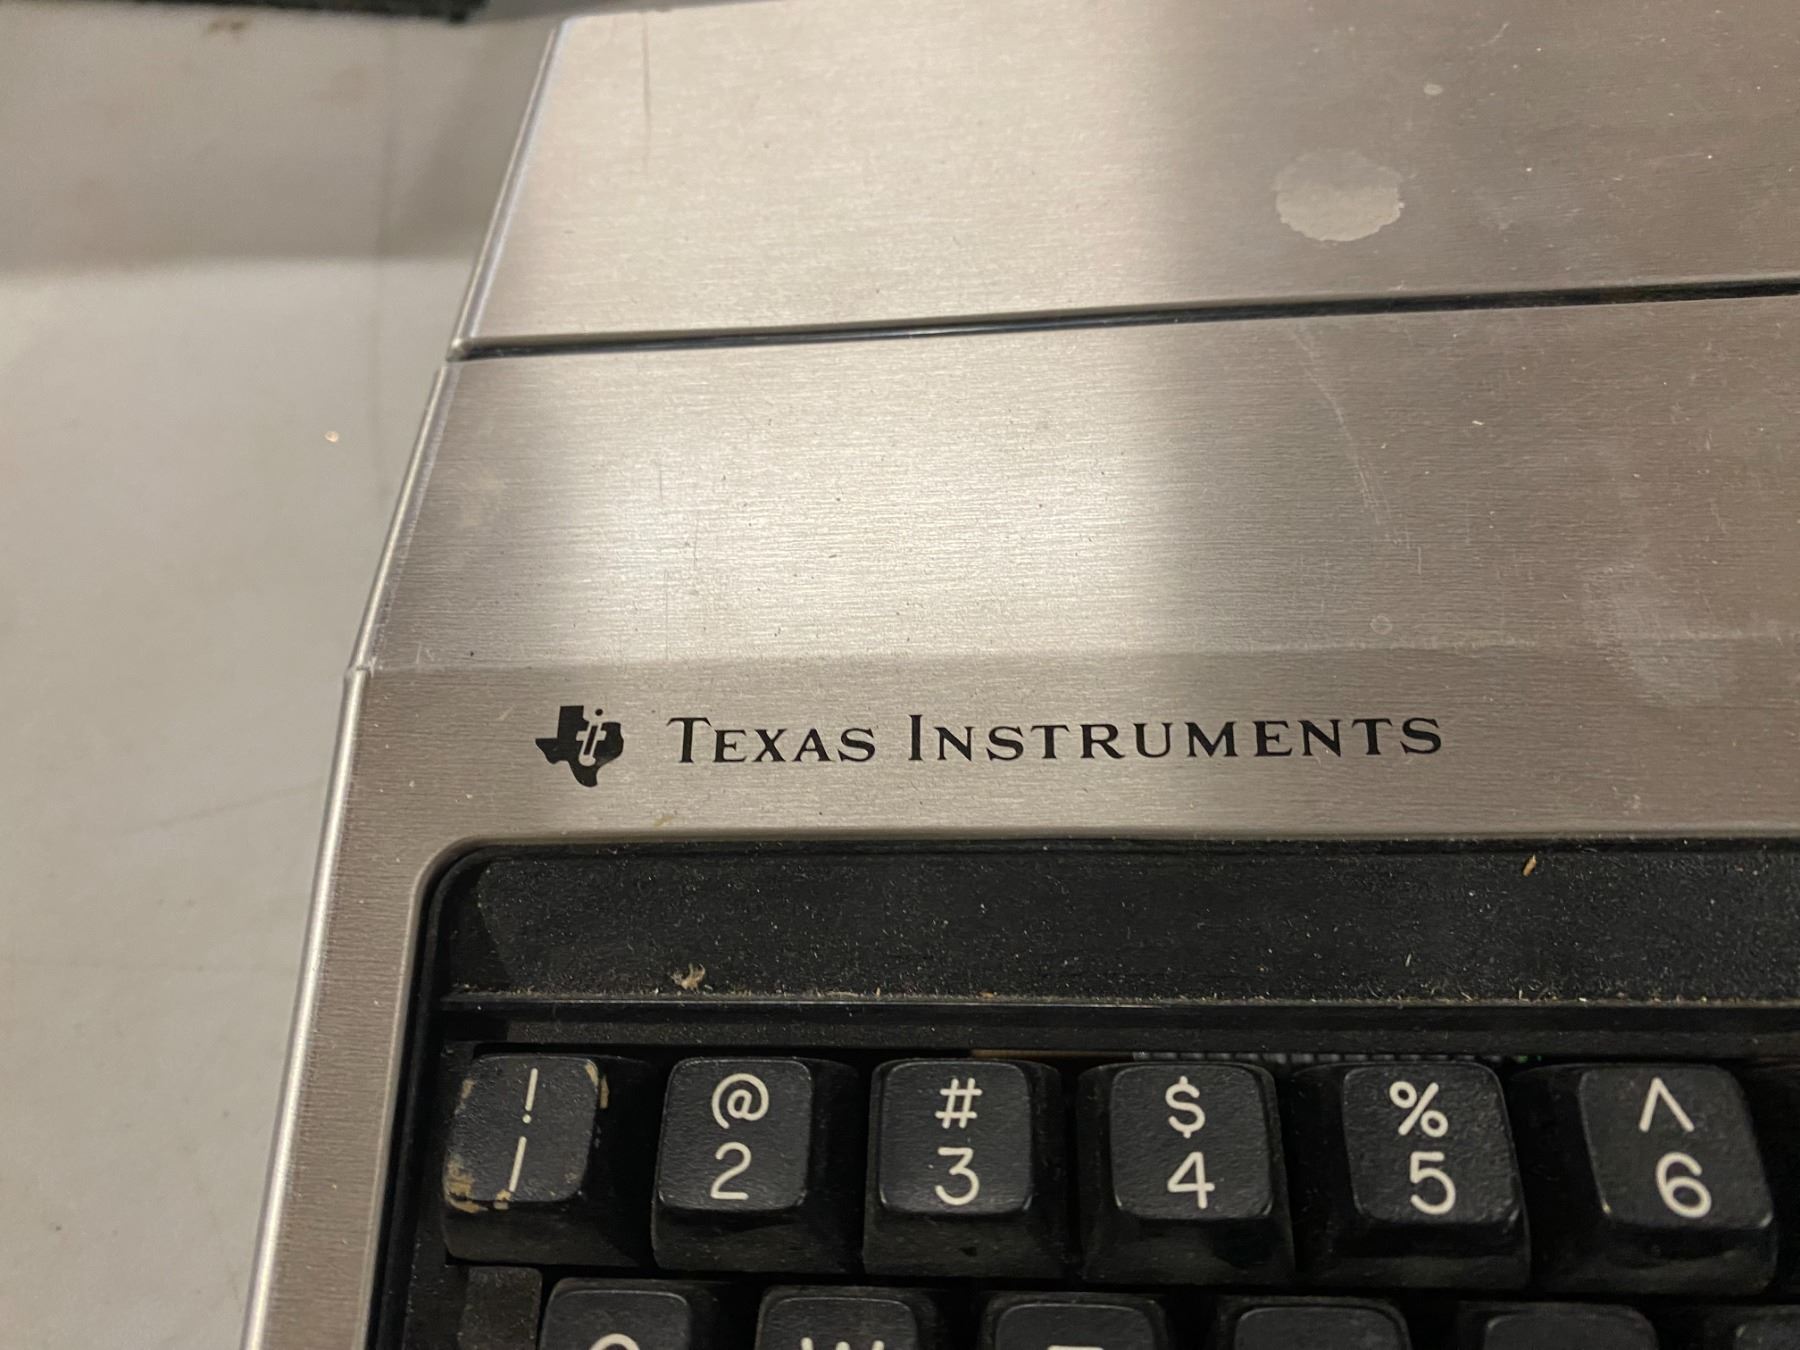 TEXAS INSTRUMENTS
! @ # $ % ^
1 2 3 4 5 6